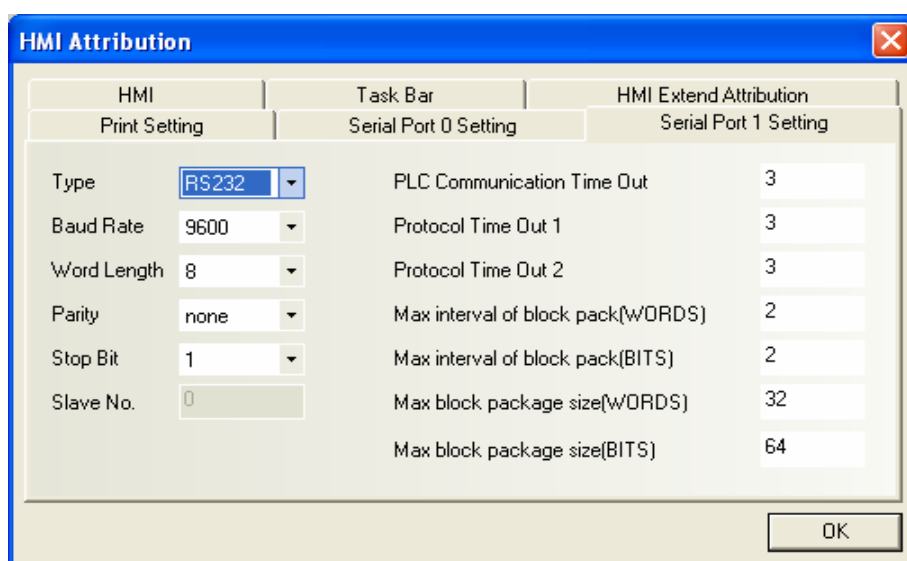 HMI Attribution
HMI Task Bar HMI Extend Attribution
Print Setting Serial Port 0 Setting Serial Port 1 Setting
Type RS232 PLC Communication Time Out 3
Baud Rate 9600 Protocol Time Out 1 3
Word Length 8 Protocol Time Out 2 3
Parity none Max interval of block pack(WORDS) 2
Stop Bit 1 Max interval of block pack(BITS) 2
Slave No. 0 Max block package size(WORDS) 32
Max block package size(BITS) 64
OK